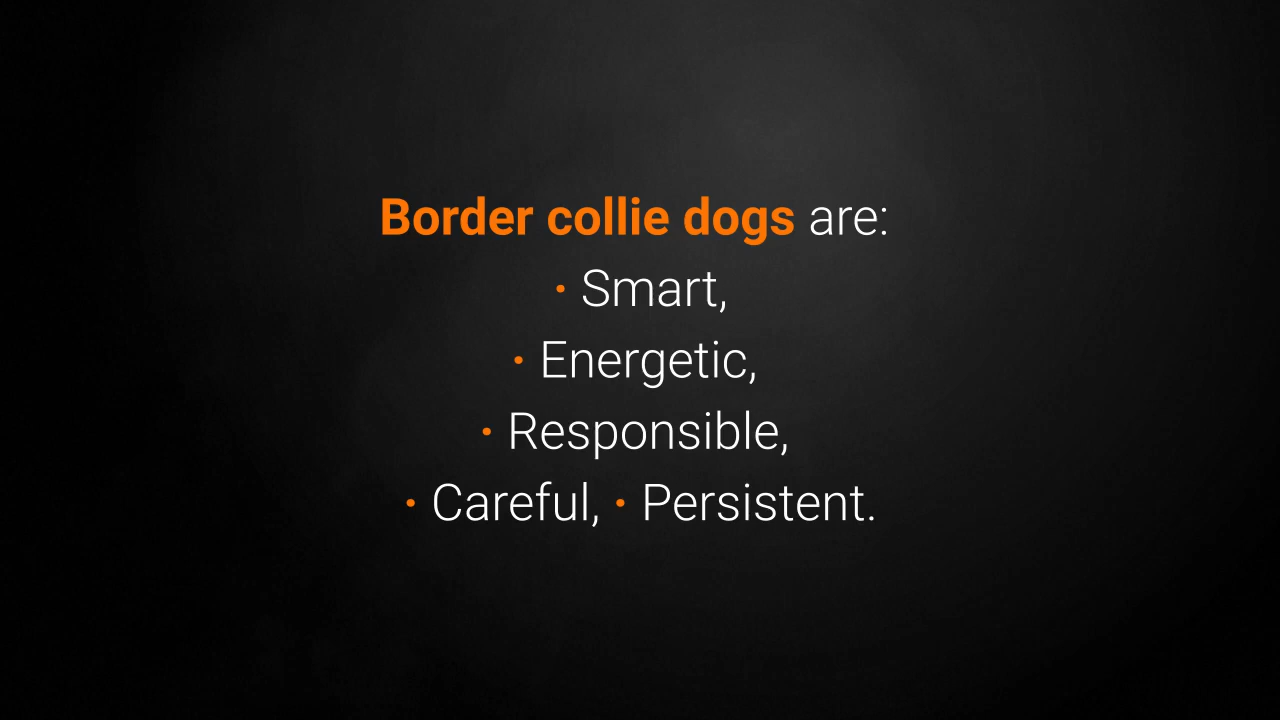 Border collie dogs are:
· Smart,
· Energetic,
· Responsible,
· Careful, · Persistent.